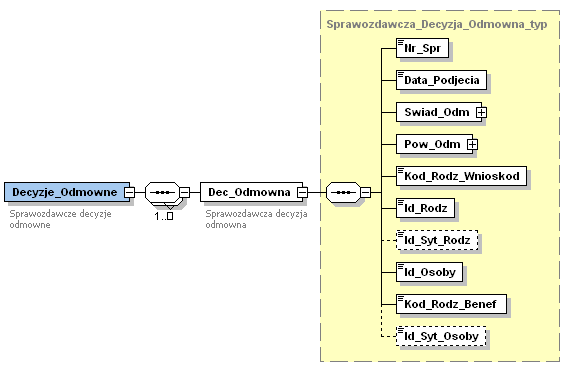 Sprawozdawcza_Decyzja_Odmowna_typ
Nr_Spr
Data_Podjecia
Swiad_Odm
Pow_Odm
Kod_Rodz_Wnioskod
Decyzje_Odmowne
Dec_Odmowna
Sprawozdawcze decyzje
odmowne
1..
Sprawozdawcza decyzja
odmowna
Id_Rodz
Id_Syt_Rodz
Id_Osoby
Kod_Rodz_Benef
Id_Syt_Osoby